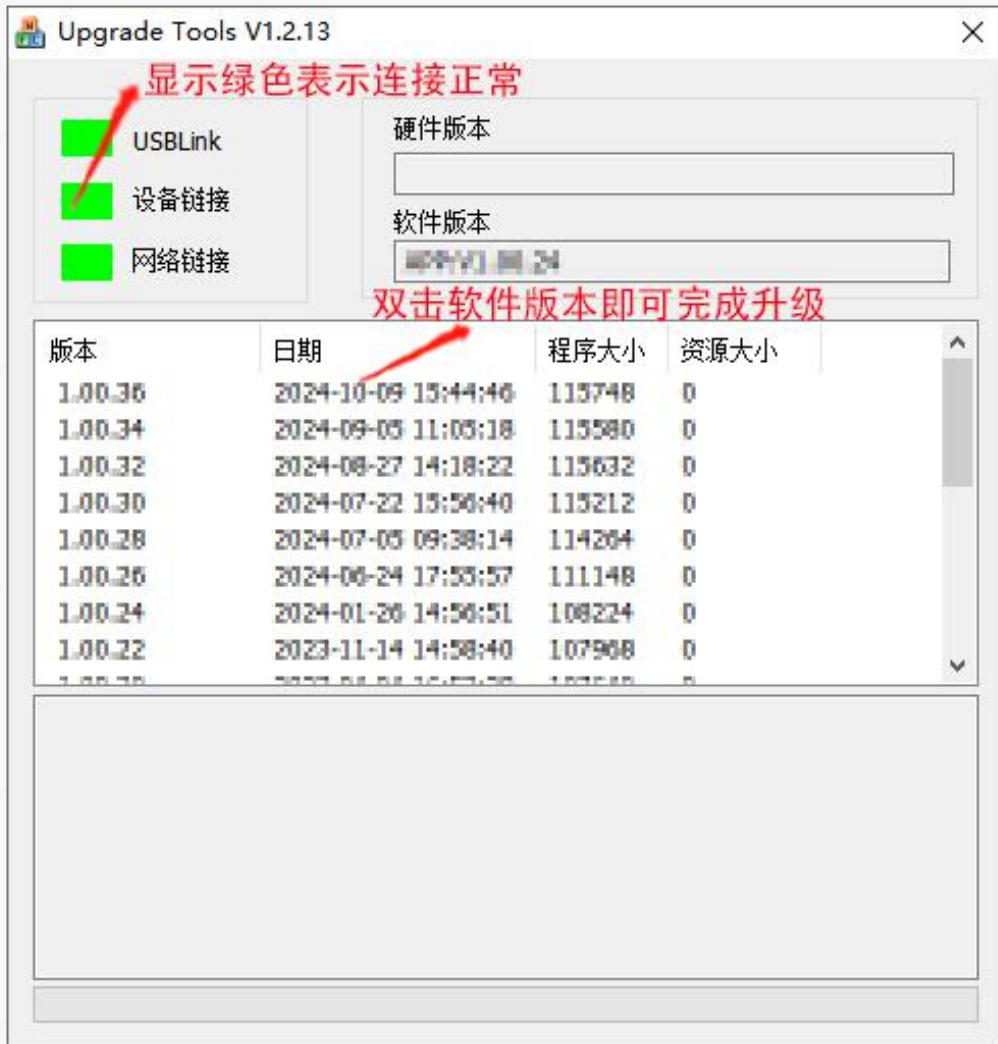 Upgrade Tools V1.2.13
显示绿色表示连接正常
USBLink
设备链接
网络链接
硬件版本
软件版本
APP:V1.00.24
双击软件版本即可完成升级
版本 日期 程序大小 资源大小
1.00.36 2024-10-09 15:44:46 115748 0
1.00.34 2024-09-05 11:05:18 115580 0
1.00.32 2024-08-27 14:18:22 115632 0
1.00.30 2024-07-22 15:56:40 115212 0
1.00.28 2024-07-05 09:38:14 114264 0
1.00.26 2024-06-24 17:55:57 111148 0
1.00.24 2024-01-26 14:56:51 108224 0
1.00.22 2023-11-14 14:58:40 107968 0